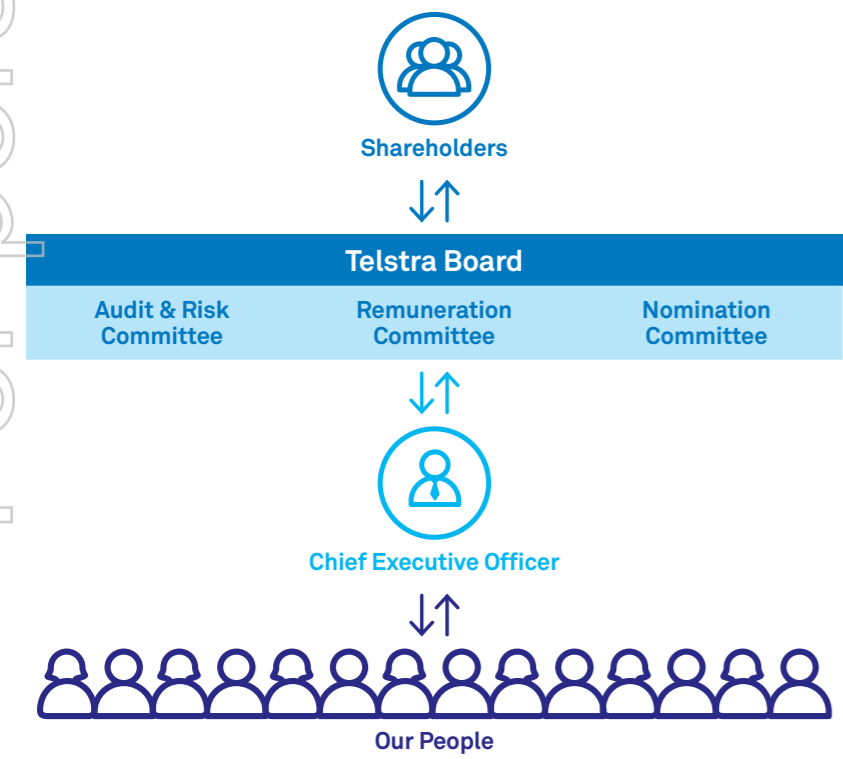 Shareholders
Telstra Board
Audit & Risk
Committee
Remuneration
Committee
Nomination
Committee
Chief Executive Officer
Our People